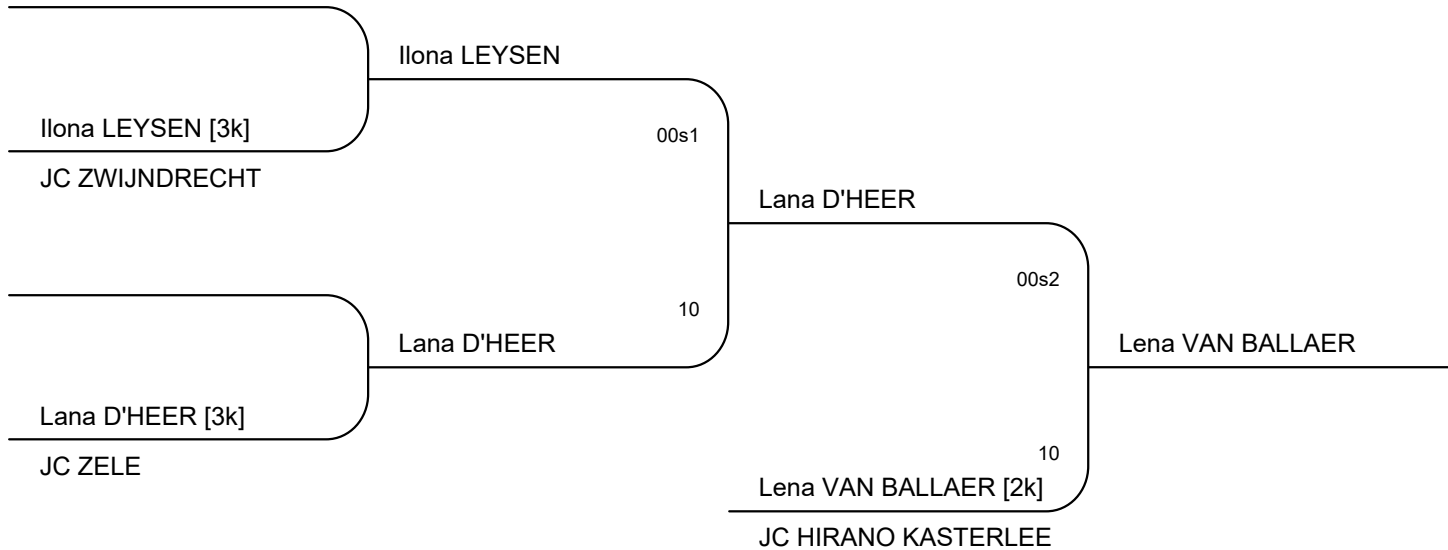 Ilona LEYSEN
Ilona LEYSEN [3k]
00s1
JC ZWIJNDRECHT
Lana D'HEER
00s2
10
Lana D'HEER
Lena VAN BALLAER
Lana D'HEER [3k]
10
JC ZELE
Lena VAN BALLAER [2k]
JC HIRANO KASTERLEE